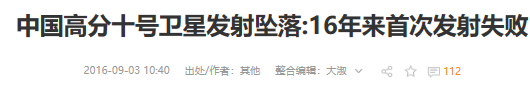 中国高分十号卫星发射坠落:16年来首次发射失败
2016-09-03 10:40 出处/作者：其他 整合编辑：大淑 112